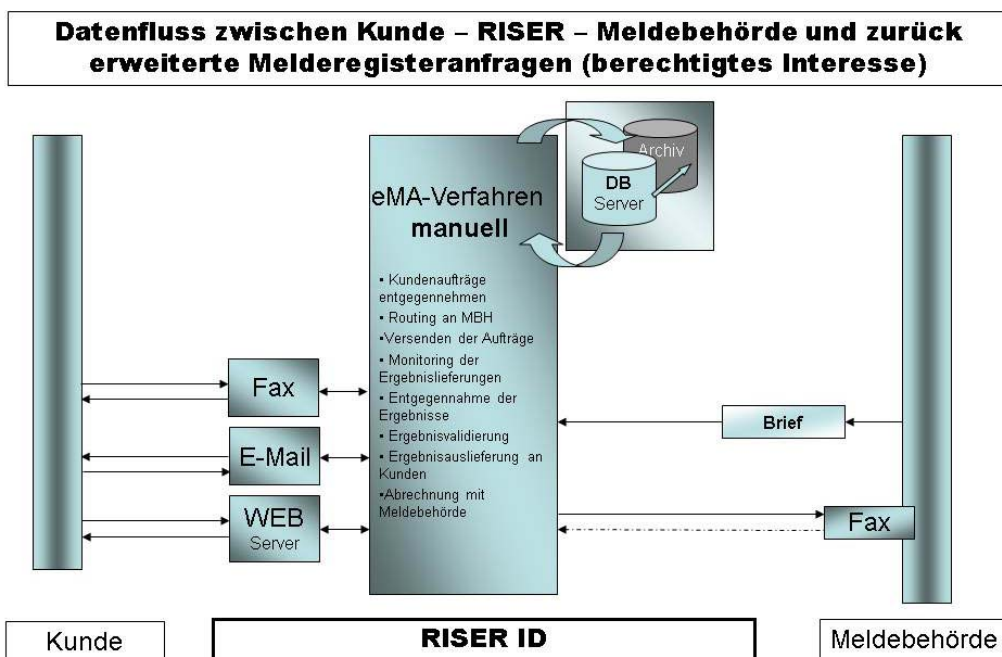 Datenfluss zwischen Kunde – RISER – Meldebehörde und zurück
erweiterte Melderegisteranfragen (berechtigtes Interesse)
Archiv
DB
Server
eMA-Verfahren
manuell
• Kundenaufträge
entgegennehmen
• Routing an MBH
•Versenden der Aufträge
• Monitoring der
Ergebnislieferungen
• Entgegennahme der
Ergebnisse
• Ergebnisvalidierung
• Ergebnisauslieferung an
Kunden
•Abrechnung mit
Meldebehörde
Fax
E-Mail
WEB
Server
Brief
Fax
Kunde
RISER ID
Meldebehörde